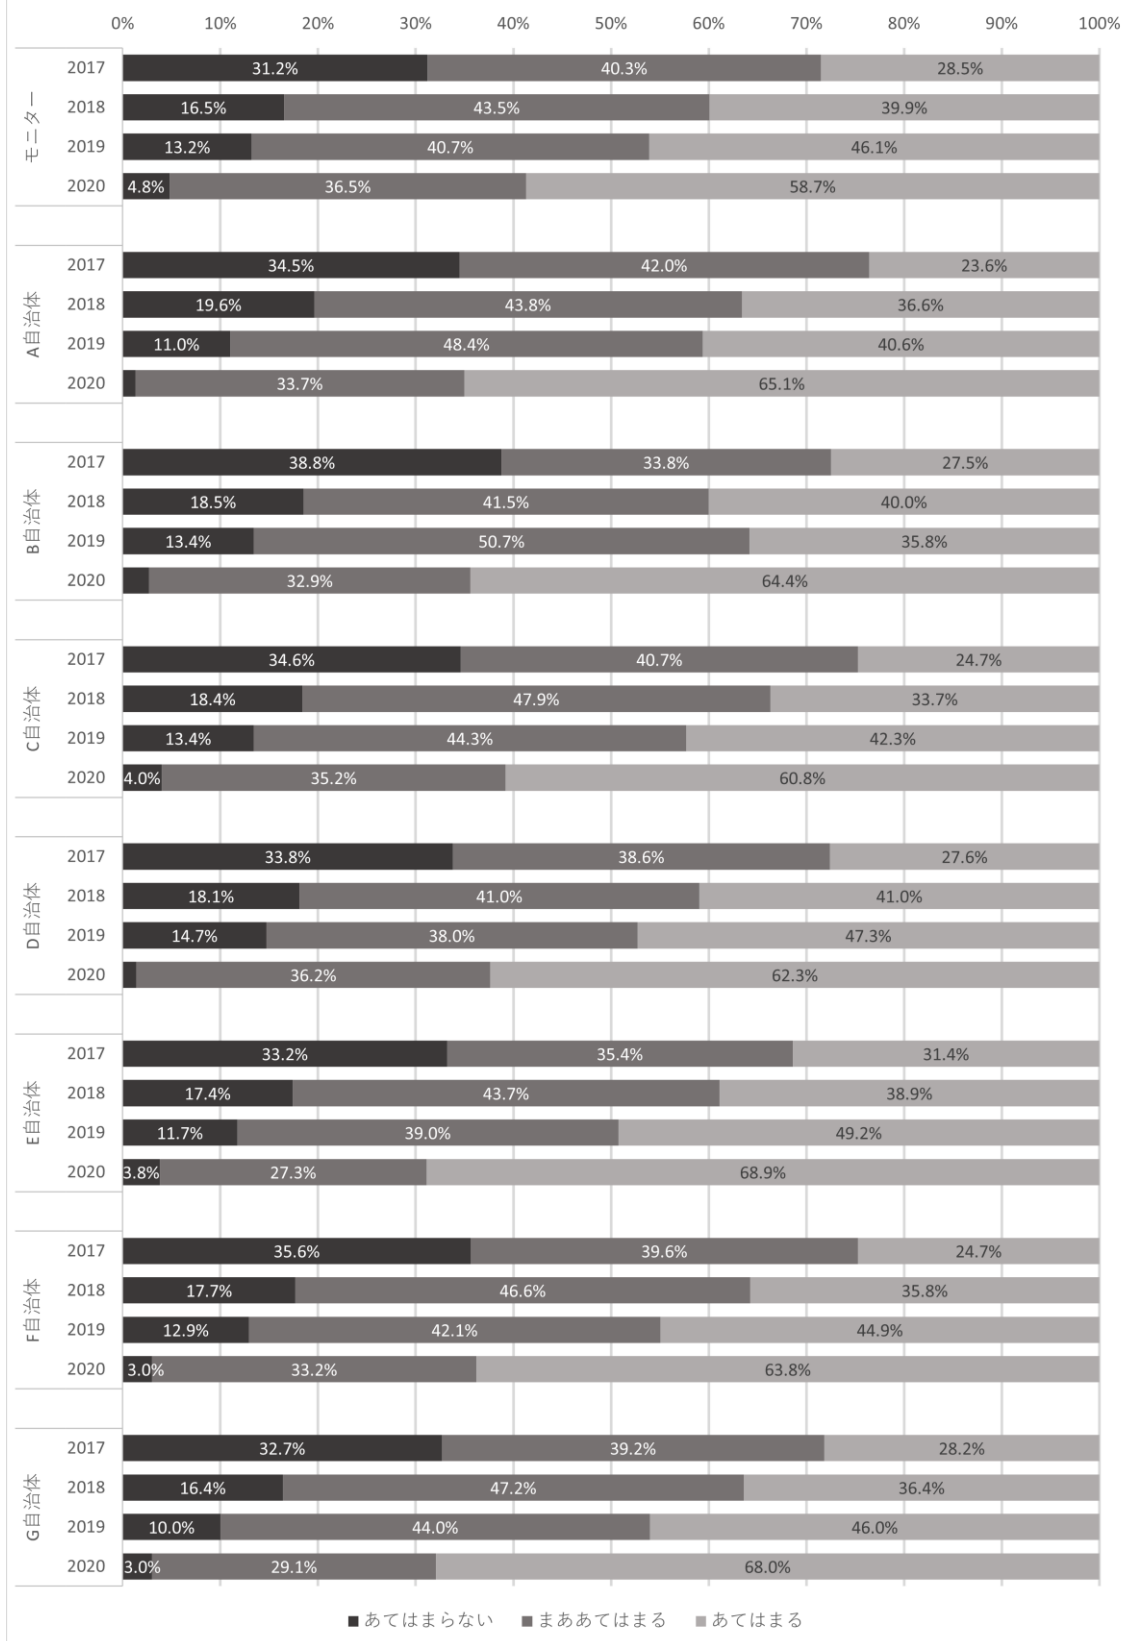 0% 10% 20% 30% 40% 50% 60% 70% 80% 90% 100%
モニター
2017 31.2% 40.3% 28.5%
2018 16.5% 43.5% 39.9%
2019 13.2% 40.7% 46.1%
2020 4.8% 36.5% 58.7%
A自治体
2017 34.5% 42.0% 23.6%
2018 19.6% 43.8% 36.6%
2019 11.0% 48.4% 40.6%
2020 33.7% 65.1%
B自治体
2017 38.8% 33.8% 27.5%
2018 18.5% 41.5% 40.0%
2019 13.4% 50.7% 35.8%
2020 32.9% 64.4%
C自治体
2017 34.6% 40.7% 24.7%
2018 18.4% 47.9% 33.7%
2019 13.4% 44.3% 42.3%
2020 4.0% 35.2% 60.8%
D自治体
2017 33.8% 38.6% 27.6%
2018 18.1% 41.0% 41.0%
2019 14.7% 38.0% 47.3%
2020 36.2% 62.3%
E自治体
2017 33.2% 35.4% 31.4%
2018 17.4% 43.7% 38.9%
2019 11.7% 39.0% 49.2%
2020 3.8% 27.3% 68.9%
F自治体
2017 35.6% 39.6% 24.7%
2018 17.7% 46.6% 35.8%
2019 12.9% 42.1% 44.9%
2020 3.0% 33.2% 63.8%
G自治体
2017 32.7% 39.2% 28.2%
2018 16.4% 47.2% 36.4%
2019 10.0% 44.0% 46.0%
2020 3.0% 29.1% 68.0%
あてはまらない まああてはまる あてはまる